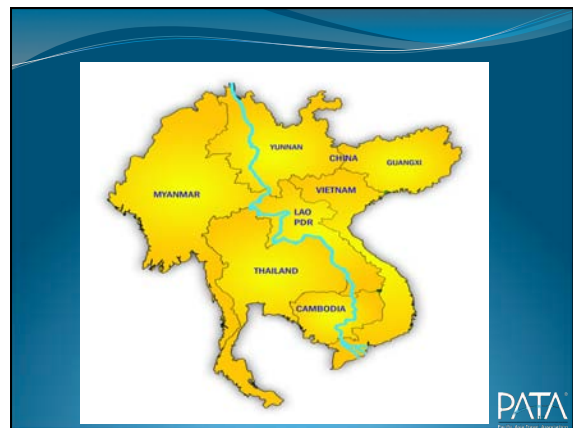 YUNNAN
CHINA
GUANGXI
MYANMAR
VIETNAM
LAO
PDR
THAILAND
CAMBODIA
PATA